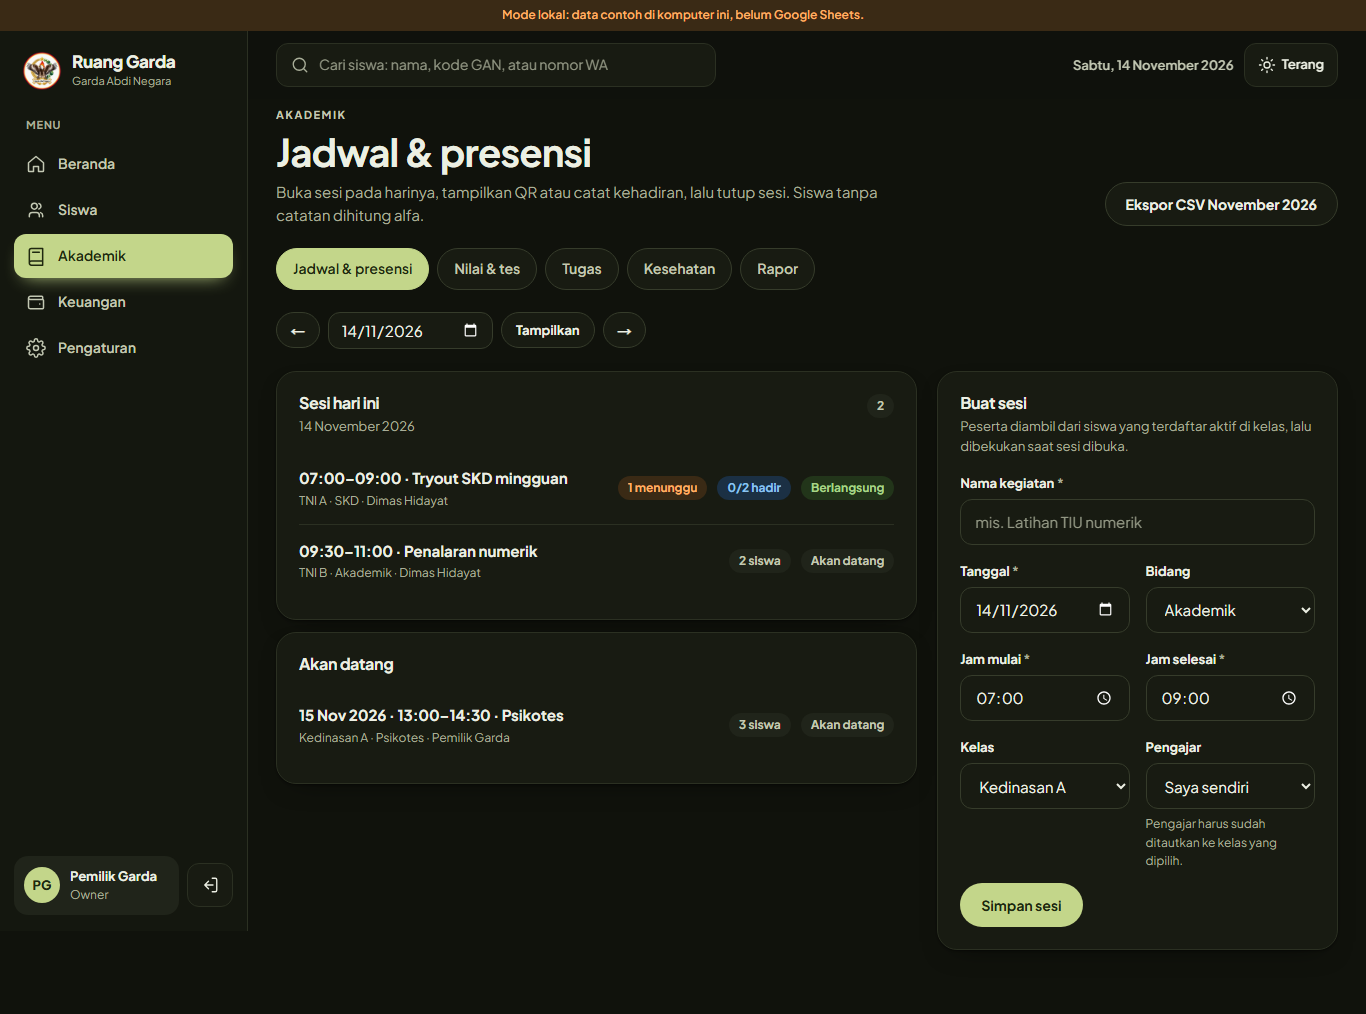 Mode lokal: data contoh di komputer ini, belum Google Sheets.
Ruang Garda
Garda Abdi Negara
MENU
Beranda
Siswa
Akademik
Keuangan
Pengaturan
PG
Pemilik Garda
Owner
Cari siswa: nama, kode GAN, atau nomor WA
Sabtu, 14 November 2026
Terang
AKADEMIK
Jadwal & presensi
Buka sesi pada harinya, tampilkan QR atau catat kehadiran, lalu tutup sesi. Siswa tanpa
catatan dihitung alfa.
Ekspor CSV November 2026
Jadwal & presensi
Nilai & tes
Tugas
Kesehatan
Rapor
←
14/11/2026
Tampilkan
→
Sesi hari ini
14 November 2026
2
07:00–09:00 · Tryout SKD mingguan
TNI A · SKD · Dimas Hidayat
1 menunggu
0/2 hadir
Berlangsung
09:30–11:00 · Penalaran numerik
TNI B · Akademik · Dimas Hidayat
2 siswa
Akan datang
Akan datang
15 Nov 2026 · 13:00–14:30 · Psikotes
Kedinasan A · Psikotes · Pemilik Garda
3 siswa
Akan datang
Buat sesi
Peserta diambil dari siswa yang terdaftar aktif di kelas, lalu
dibekukan saat sesi dibuka.
Nama kegiatan *
mis. Latihan TIU numerik
Tanggal *
14/11/2026
Bidang
Akademik
Jam mulai *
07:00
Jam selesai *
09:00
Kelas
Kedinasan A
Pengajar
Saya sendiri
Pengajar harus sudah
ditautkan ke kelas yang
dipilih.
Simpan sesi